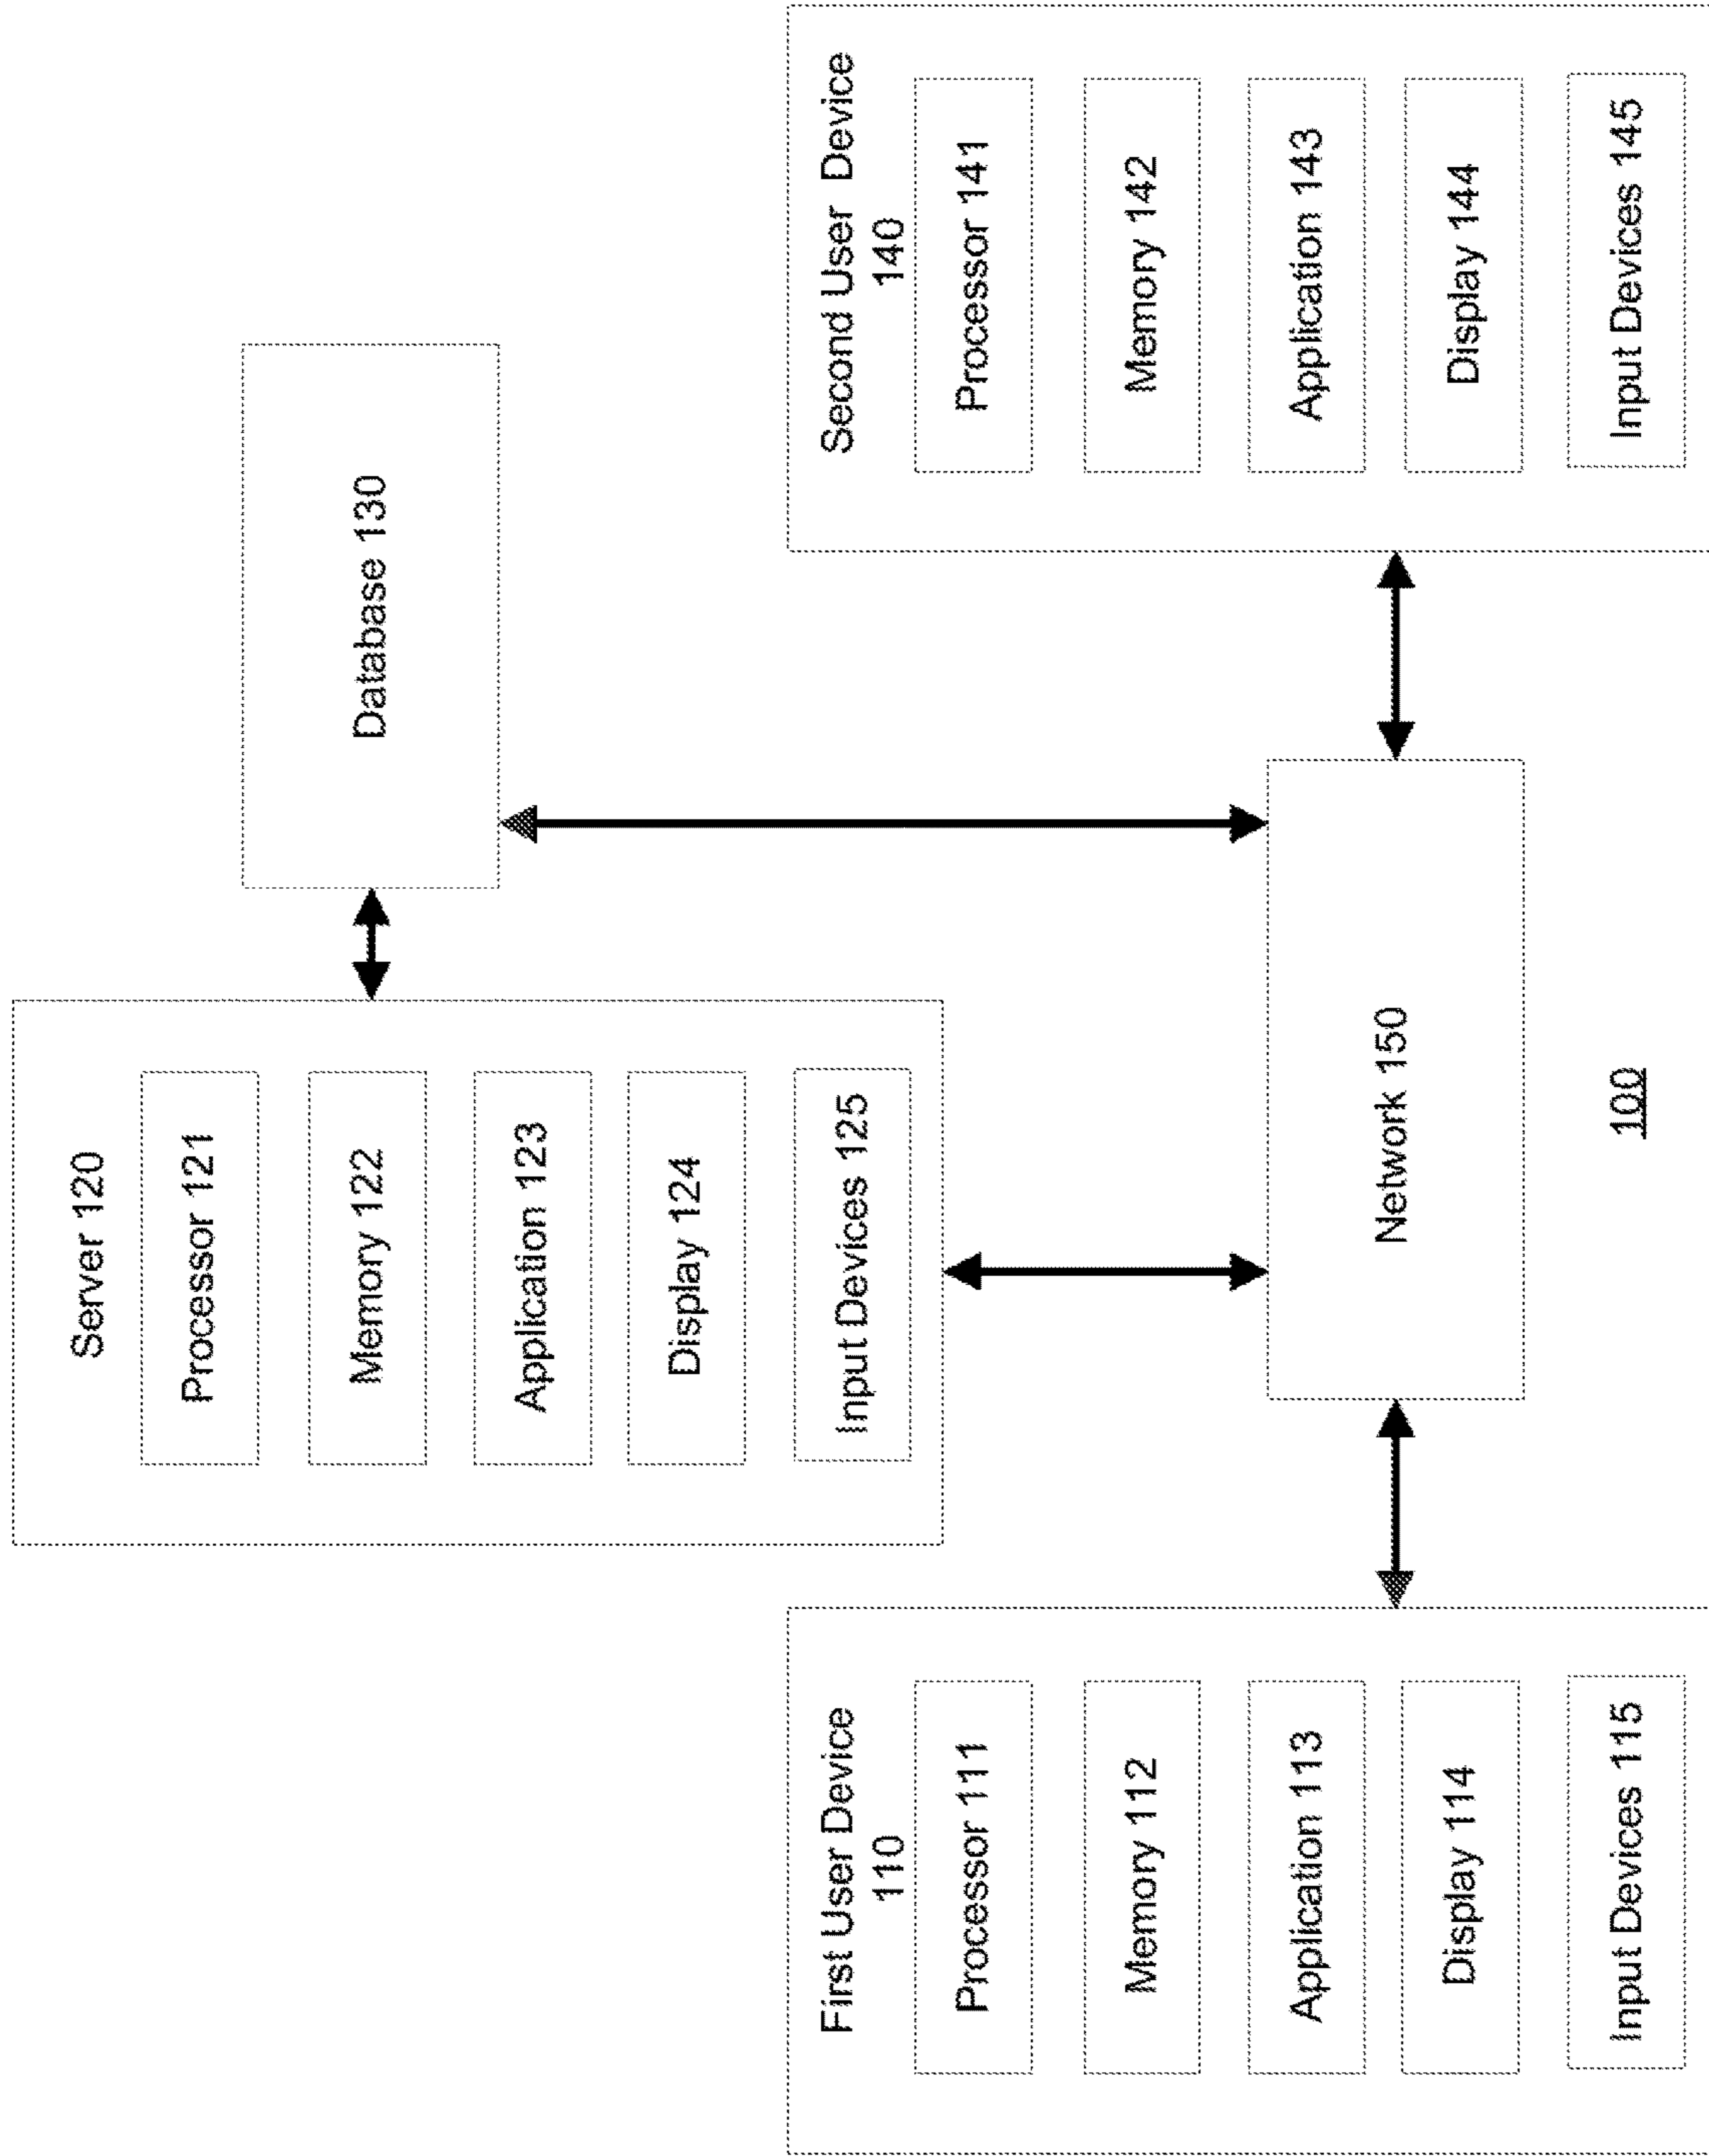 Server 120
Processor 121
Memory 122
Application 123
Display 124
Input Devices 125
Database 130
First User Device
110
Processor 111
Memory 112
Application 113
Display 114
Input Devices 115
Network 150
Second User Device
140
Processor 141
Memory 142
Application 143
Display 144
Input Devices 145
100